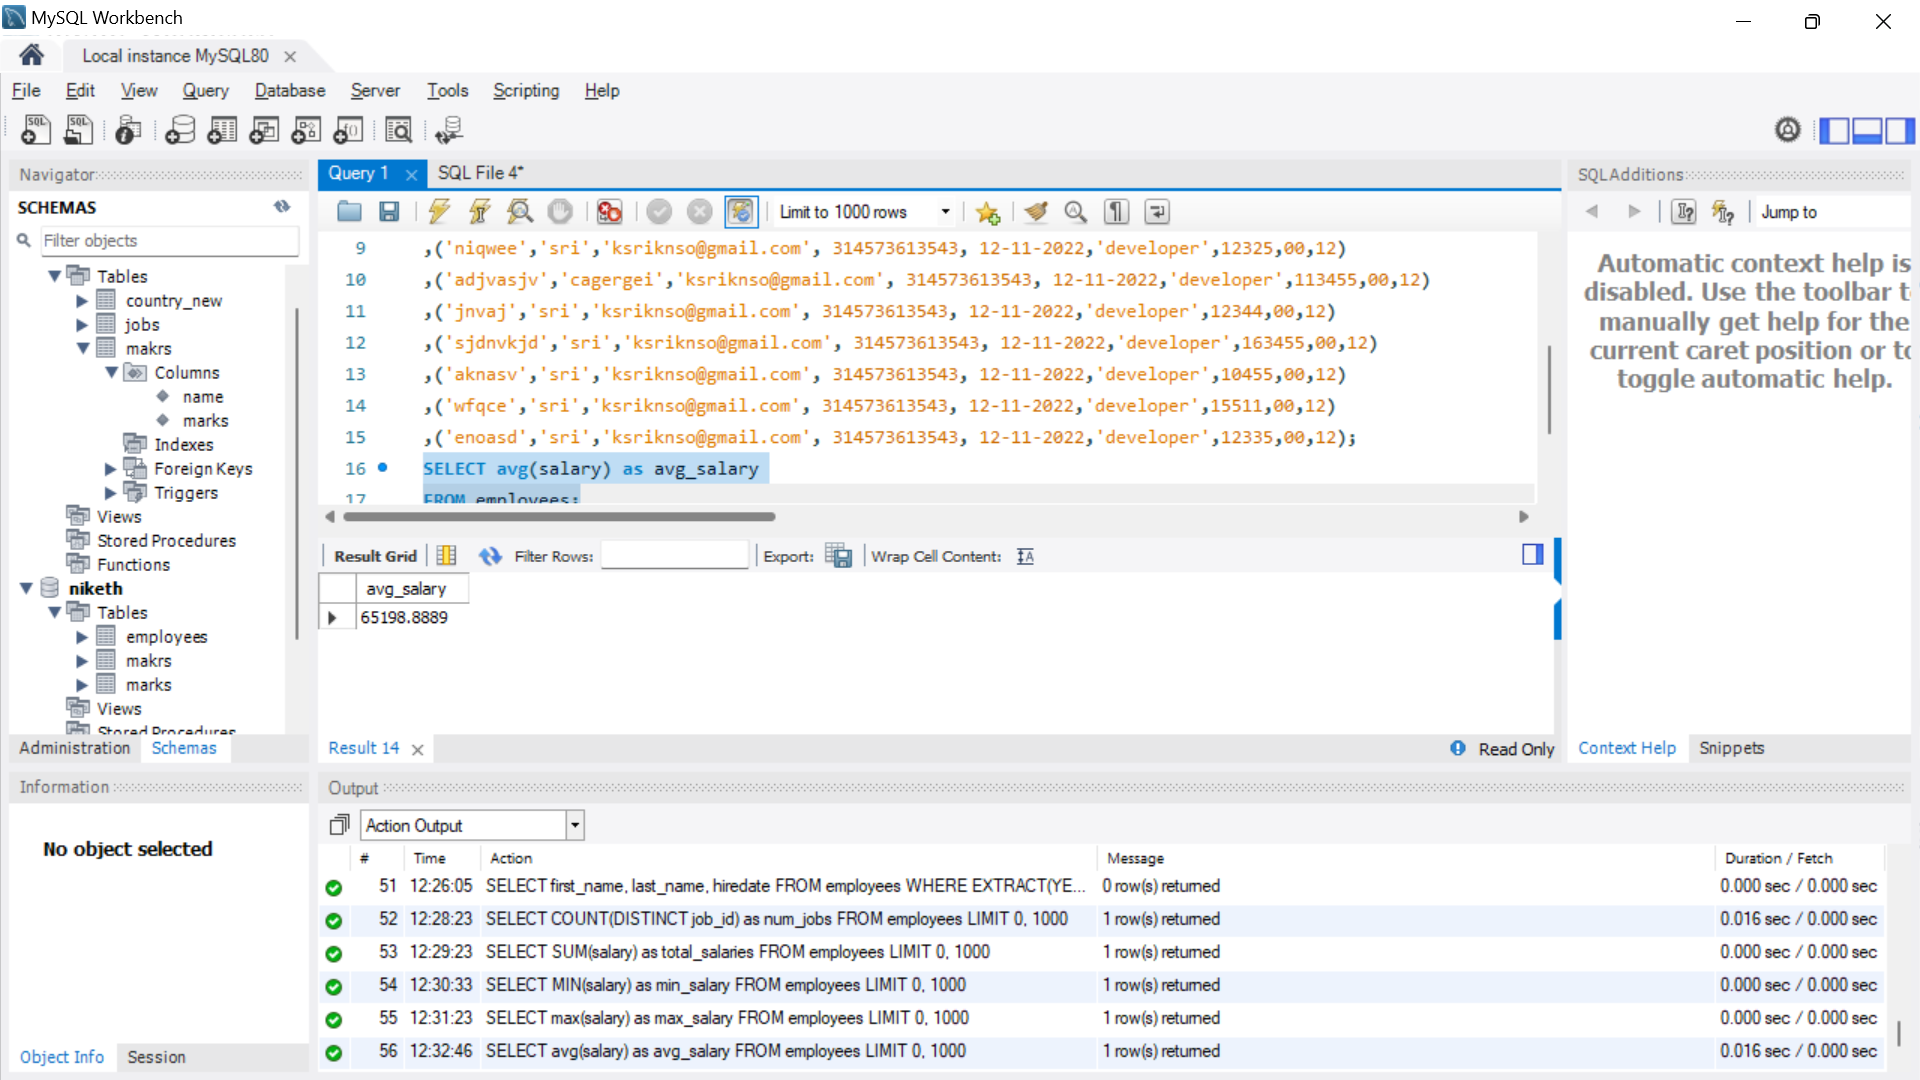 MySQL Workbench
Local instance MySQL80
File Edit View Query Database Server Tools Scripting Help
Navigator
SCHEMAS
Filter objects
Tables
country_new
jobs
makrs
Columns
name
marks
Indexes
Foreign Keys
Triggers
Views
Stored Procedures
Functions
niketh
Tables
employees
makrs
marks
Views
Stored Procedures
Administration Schemas
Information
No object selected
Object Info Session
Query 1 SQL File 4*
Limit to 1000 rows
9 ,('niqwee','sri','ksriknso@gmail.com', 314573613543, 12-11-2022,'developer',12325,00,12)
10 ,('adjvasjv','cagergei','ksriknso@gmail.com', 314573613543, 12-11-2022,'developer',113455,00,12)
11 ,('jnvaj','sri','ksriknso@gmail.com', 314573613543, 12-11-2022,'developer',12344,00,12)
12 ,('sjdnvkjd','sri','ksriknso@gmail.com', 314573613543, 12-11-2022,'developer',163455,00,12)
13 ,('aknasv','sri','ksriknso@gmail.com', 314573613543, 12-11-2022,'developer',10455,00,12)
14 ,('wfqce','sri','ksriknso@gmail.com', 314573613543, 12-11-2022,'developer',15511,00,12)
15 ,('enoasd','sri','ksriknso@gmail.com', 314573613543, 12-11-2022,'developer',12335,00,12);
16 SELECT avg(salary) as avg_salary
17 FROM employees;
Result Grid Filter Rows: Export: Wrap Cell Content:
avg_salary
65198.8889
Result 14 Read Only
SQLAdditions
Jump to
Automatic context help is
disabled. Use the toolbar t
manually get help for the
current caret position or to
toggle automatic help.
Context Help Snippets
Output
Action Output
# Time Action Message Duration / Fetch
51 12:26:05 SELECT first_name, last_name, hiredate FROM employees WHERE EXTRACT(YE... 0 row(s) returned 0.000 sec / 0.000 sec
52 12:28:23 SELECT COUNT(DISTINCT job_id) as num_jobs FROM employees LIMIT 0, 1000 1 row(s) returned 0.016 sec / 0.000 sec
53 12:29:23 SELECT SUM(salary) as total_salaries FROM employees LIMIT 0, 1000 1 row(s) returned 0.000 sec / 0.000 sec
54 12:30:33 SELECT MIN(salary) as min_salary FROM employees LIMIT 0, 1000 1 row(s) returned 0.000 sec / 0.000 sec
55 12:31:23 SELECT max(salary) as max_salary FROM employees LIMIT 0, 1000 1 row(s) returned 0.000 sec / 0.000 sec
56 12:32:46 SELECT avg(salary) as avg_salary FROM employees LIMIT 0, 1000 1 row(s) returned 0.016 sec / 0.000 sec